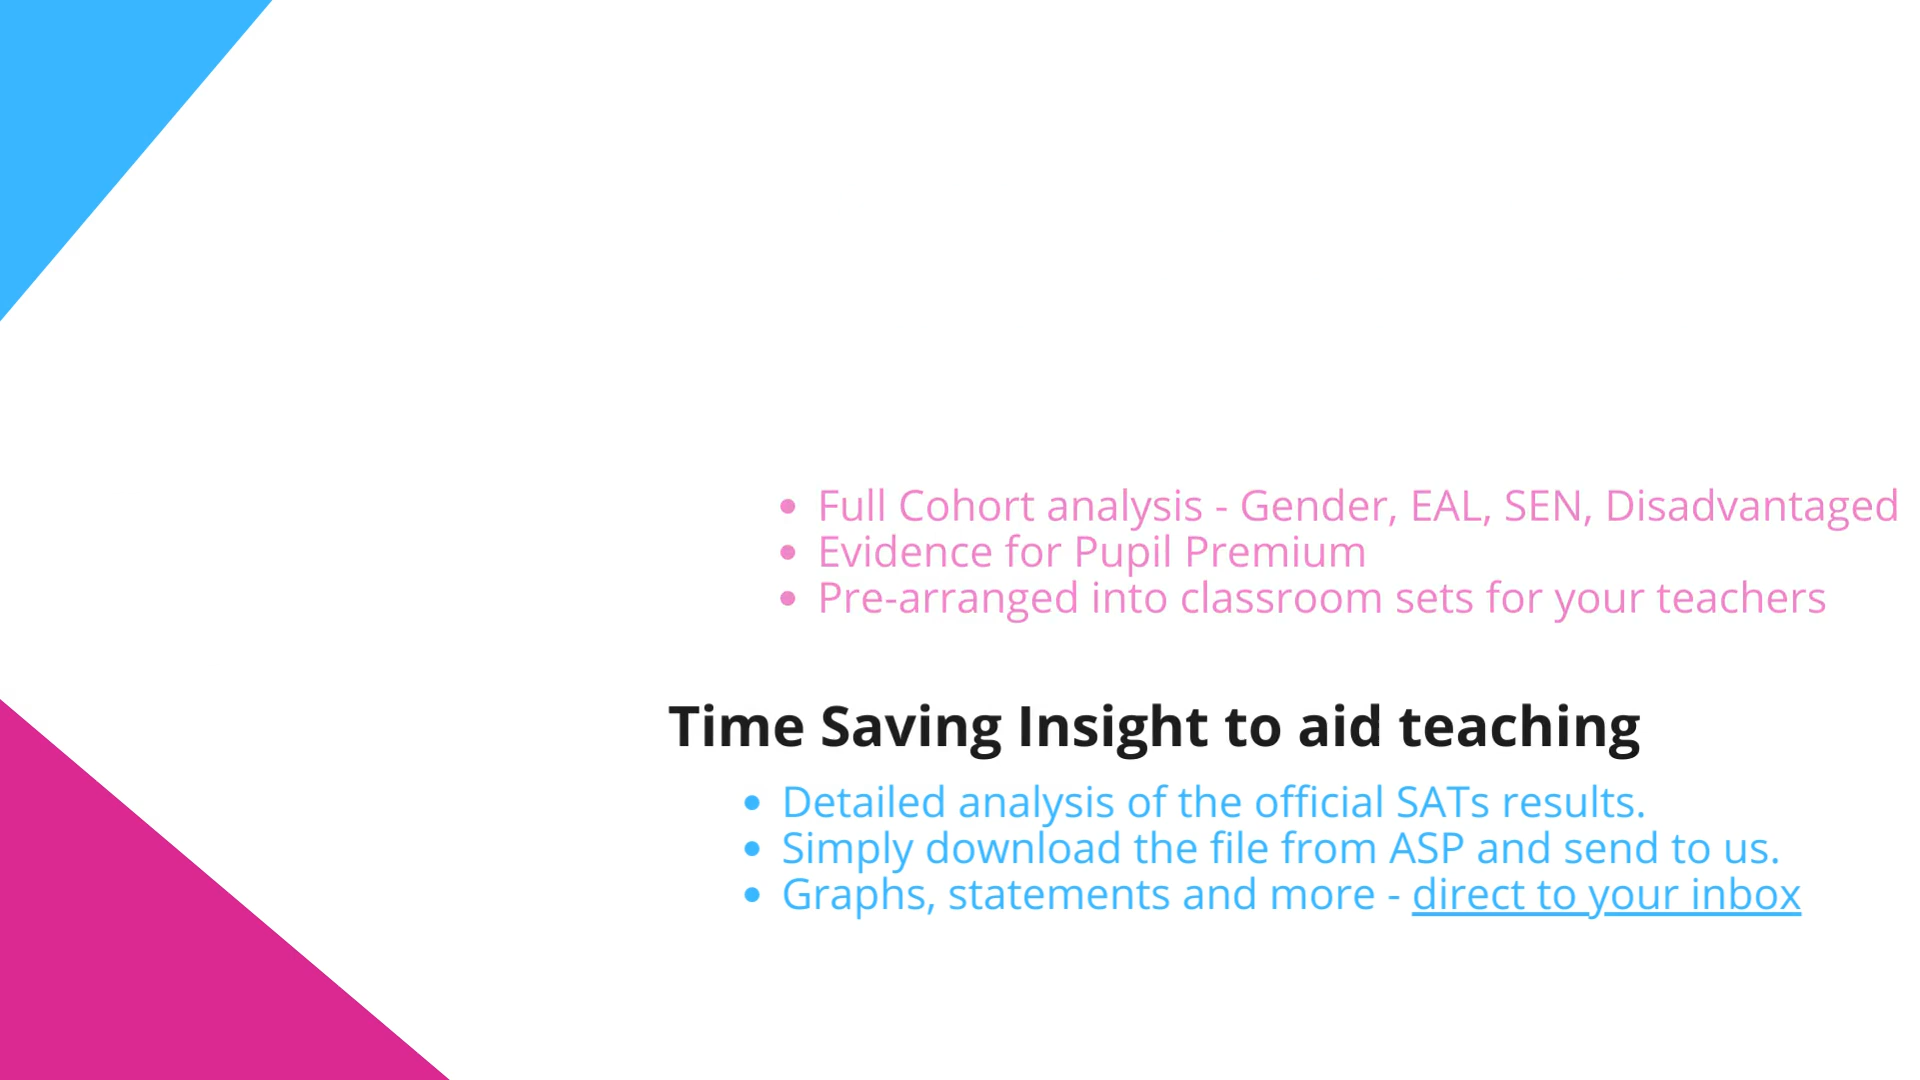 Full Cohort analysis - Gender, EAL, SEN, Disadvantaged
Evidence for Pupil Premium
Pre-arranged into classroom sets for your teachers
Time Saving Insight to aid teaching
Detailed analysis of the official SATs results.
Simply download the file from ASP and send to us.
Graphs, statements and more - direct to your inbox